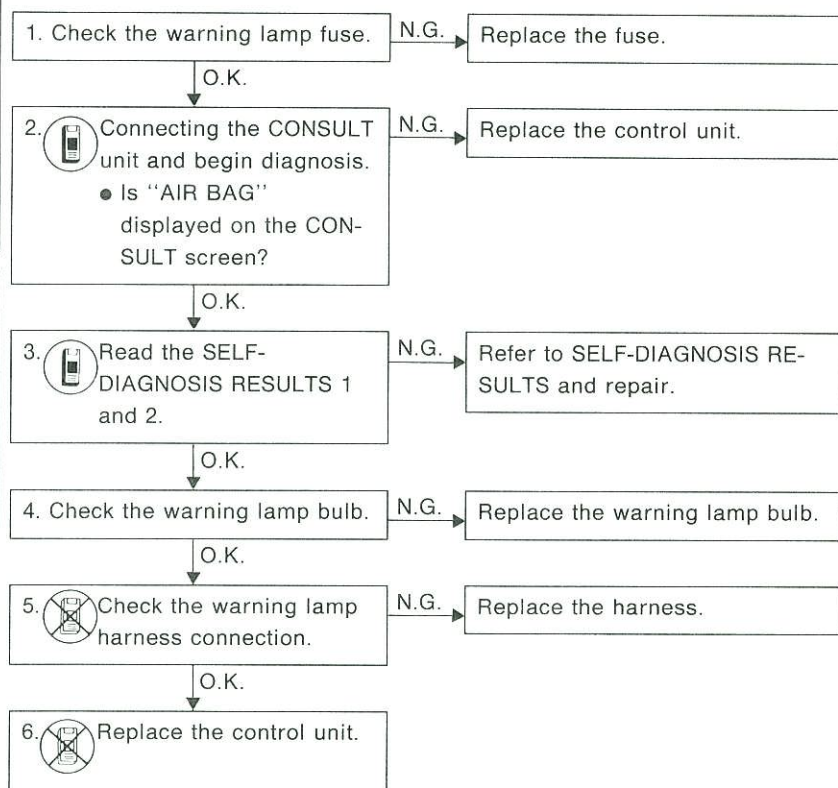 1. Check the warning lamp fuse.
N.G.
Replace the fuse.
O.K.
2. Connecting the CONSULT
unit and begin diagnosis.
● Is "AIR BAG"
displayed on the CON-
SULT screen?
N.G.
Replace the control unit.
O.K.
3. Read the SELF-
DIAGNOSIS RESULTS 1
and 2.
N.G.
Refer to SELF-DIAGNOSIS RE-
SULTS and repair.
O.K.
4. Check the warning lamp bulb.
N.G.
Replace the warning lamp bulb.
O.K.
5. Check the warning lamp
harness connection.
N.G.
Replace the harness.
O.K.
6. Replace the control unit.